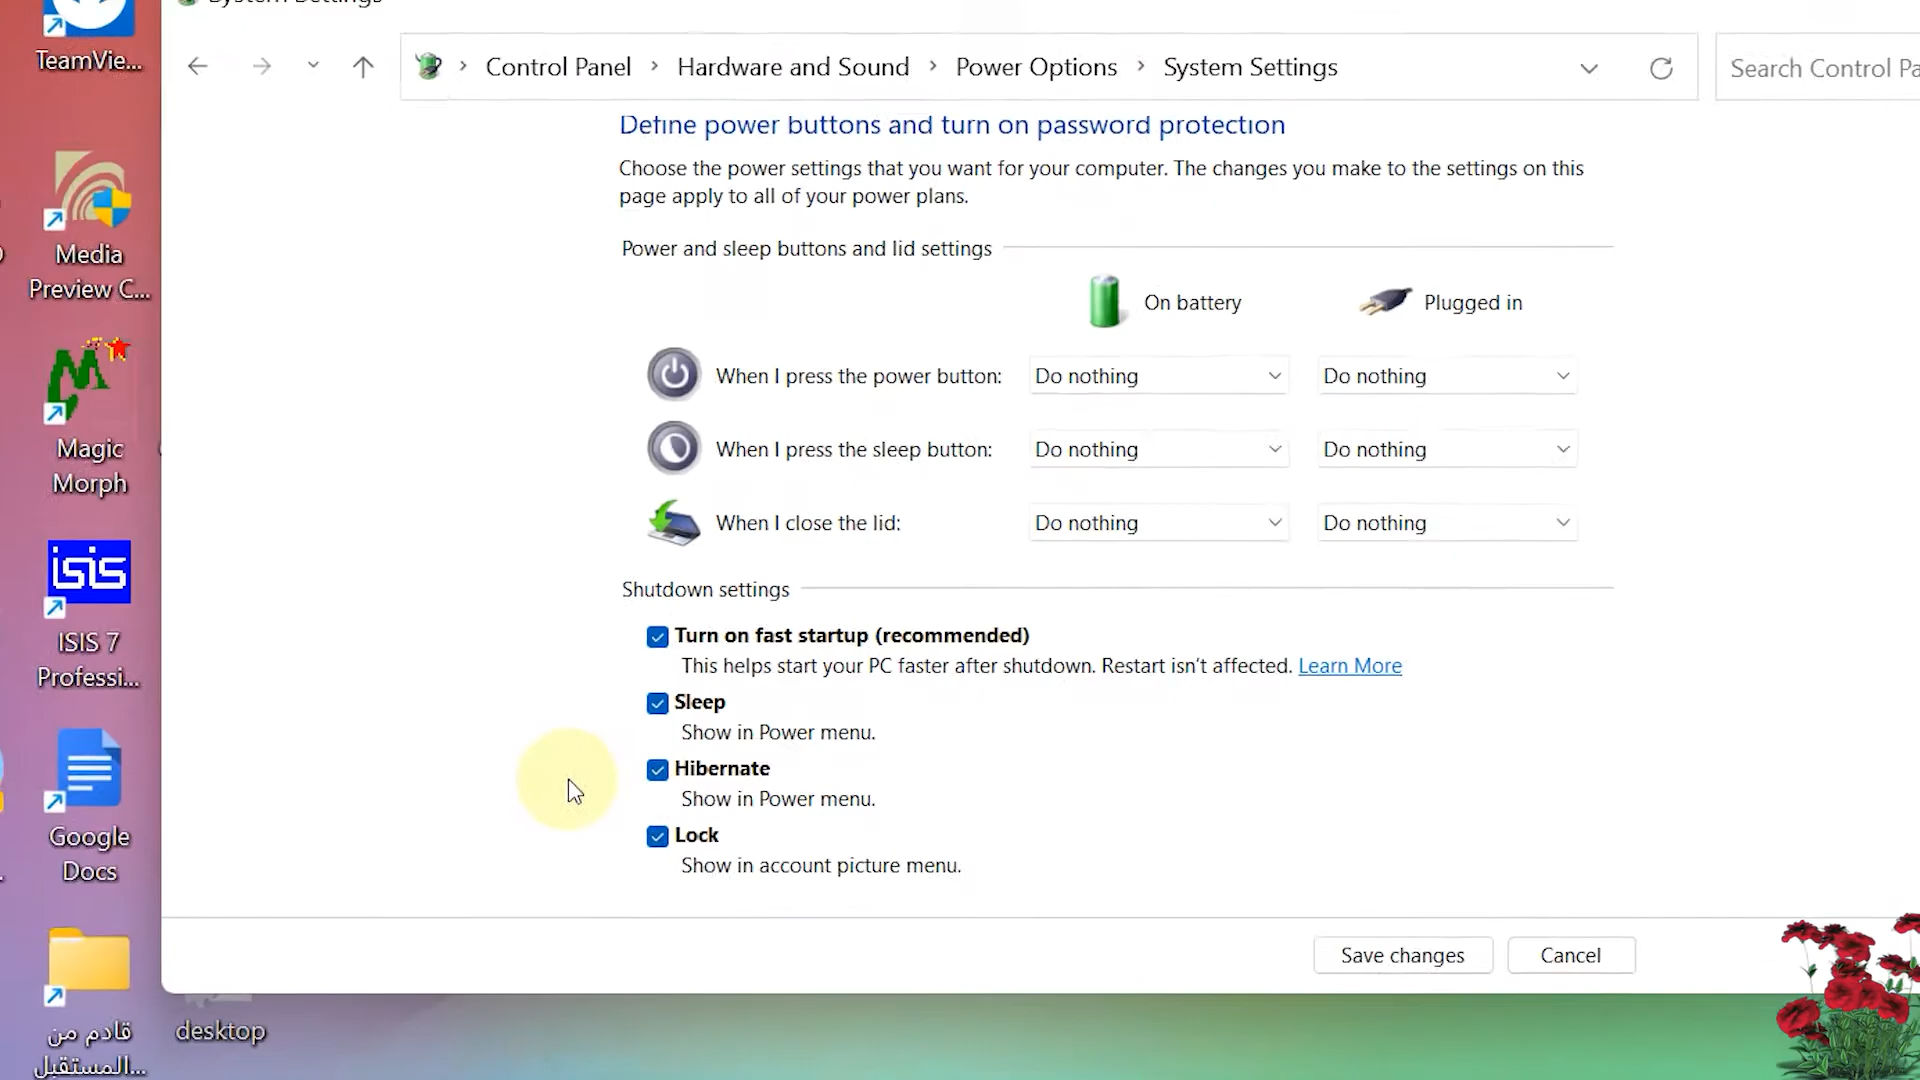 System Settings
TeamVie...
Control Panel
Hardware and Sound
Power Options
System Settings
Search Control Pa
Define power buttons and turn on password protection
Choose the power settings that you want for your computer. The changes you make to the settings on this
page apply to all of your power plans.
Power and sleep buttons and lid settings
On battery
Plugged in
When I press the power button:
Do nothing
Do nothing
When I press the sleep button:
Do nothing
Do nothing
When I close the lid:
Do nothing
Do nothing
Shutdown settings
Turn on fast startup (recommended)
This helps start your PC faster after shutdown. Restart isn't affected. Learn More
Sleep
Show in Power menu.
Hibernate
Show in Power menu.
Lock
Show in account picture menu.
Save changes
Cancel
Media
Preview C...
Magic
Morph
isis
ISIS 7
Professi...
Google
Docs
قادم من
المستقبل...
desktop